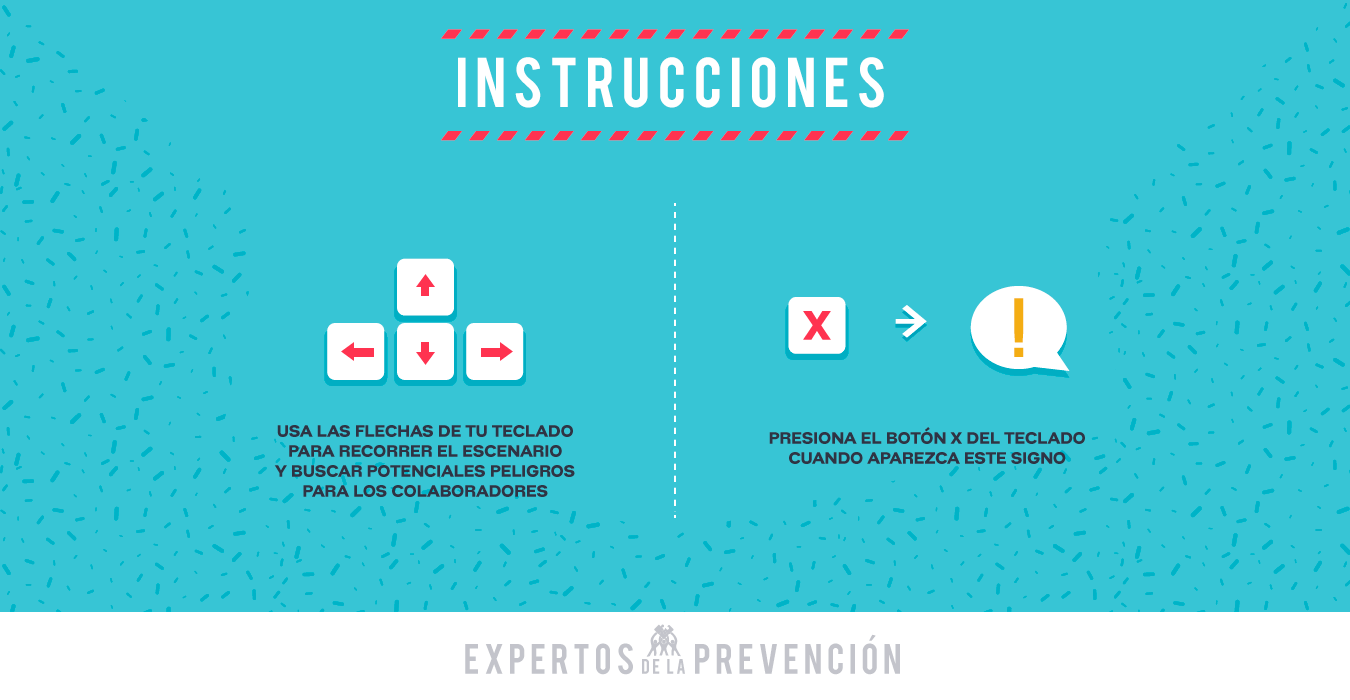 INSTRUCCIONES
USA LAS FLECHAS DE TU TECLADO
PARA RECORRER EL ESCENARIO
Y BUSCAR POTENCIALES PELIGROS
PARA LOS COLABORADORES
X
!
PRESIONA EL BOTÓN X DEL TECLADO
CUANDO APAREZCA ESTE SIGNO
EXPERTOS DE LA PREVENCIÓN